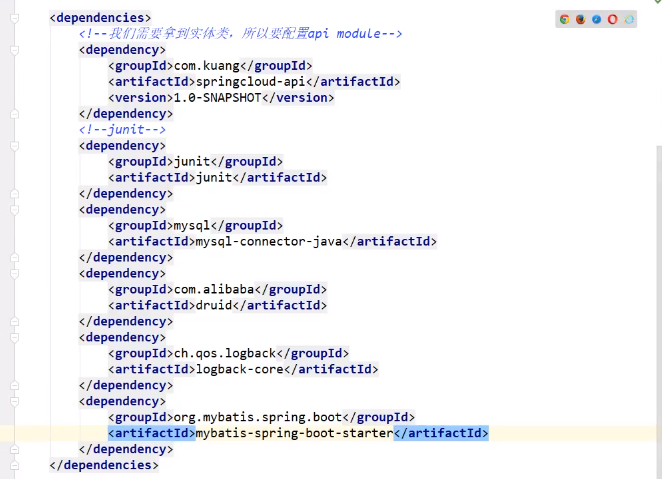 <dependencies>
<!--我们需要拿到实体类，所以要配置api module-->
<dependency>
<groupId>com.kuang</groupId>
<artifactId>springcloud-api</artifactId>
<version>1.0-SNAPSHOT</version>
</dependency>
<!--junit-->
<dependency>
<groupId>junit</groupId>
<artifactId>junit</artifactId>
</dependency>
<dependency>
<groupId>mysql</groupId>
<artifactId>mysql-connector-java</artifactId>
</dependency>
<dependency>
<groupId>com.alibaba</groupId>
<artifactId>druid</artifactId>
</dependency>
<dependency>
<groupId>ch.qos.logback</groupId>
<artifactId>logback-core</artifactId>
</dependency>
<dependency>
<groupId>org.mybatis.spring.boot</groupId>
<artifactId>mybatis-spring-boot-starter</artifactId>
</dependency>
</dependencies>